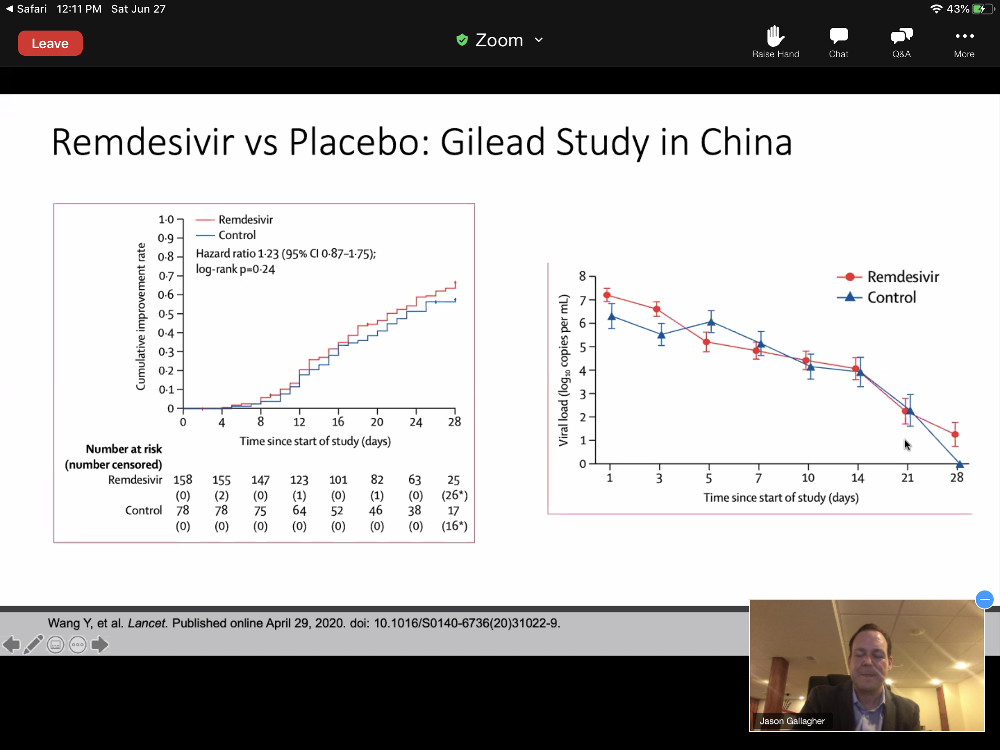 Safari 12:11 PM Sat Jun 27
43%
Leave
Zoom
Raise Hand
Chat
Q&A
More
Remdesivir vs Placebo: Gilead Study in China
1·0
0·9
0·8
0·7
0·6
0·5
0·4
0·3
0·2
0·1
0
Cumulative improvement rate
Remdesivir
Control
Hazard ratio 1·23 (95% CI 0·87–1·75);
log-rank p=0·24
0 4 8 12 16 20 24 28
Time since start of study (days)
Number at risk
(number censored)
Remdesivir 158 155 147 123 101 82 63 25
(0) (2) (0) (1) (0) (1) (0) (26*)
Control 78 78 75 64 52 46 38 17
(0) (0) (0) (0) (0) (0) (0) (16*)
8
7
6
5
4
3
2
1
0
Viral load (log10 copies per mL)
Remdesivir
Control
1 3 5 7 10 14 21 28
Time since start of study (days)
Wang Y, et al. Lancet. Published online April 29, 2020. doi: 10.1016/S0140-6736(20)31022-9.
Jason Gallagher